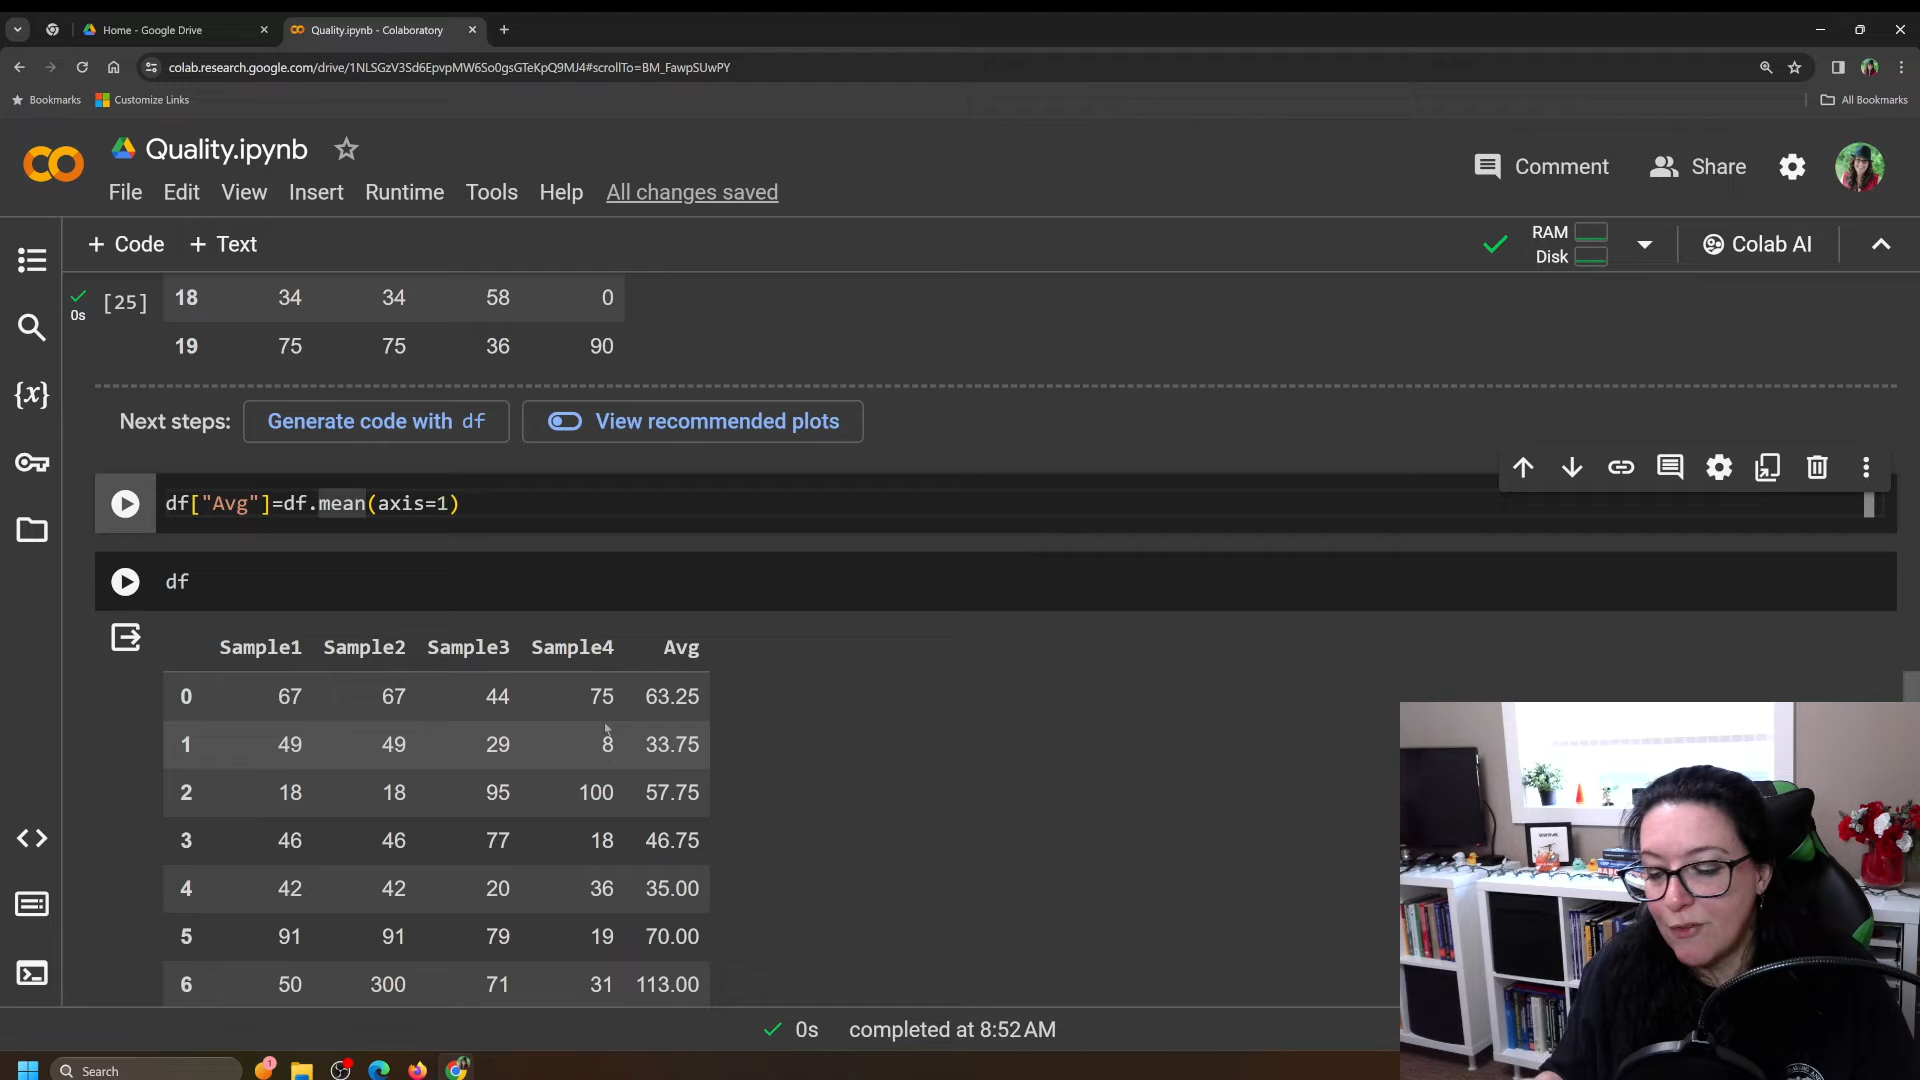 Home - Google Drive
Quality.ipynb - Colaboratory
colab.research.google.com/drive/1NLSGzV3Sd6EpvpMW6So0gsGTeKpQ9MJ4#scrollTo=BM_FawpSUwPY
Bookmarks
Customize Links
All Bookmarks
Quality.ipynb
Comment
Share
File Edit View Insert Runtime Tools Help All changes saved
+ Code + Text
RAM
Disk
Colab AI
0s
[25]
18 34 34 58 0
19 75 75 36 90
Next steps: Generate code with df View recommended plots
df["Avg"]=df.mean(axis=1)
df
Sample1 Sample2 Sample3 Sample4 Avg
0 67 67 44 75 63.25
1 49 49 29 8 33.75
2 18 18 95 100 57.75
3 46 46 77 18 46.75
4 42 42 20 36 35.00
5 91 91 79 19 70.00
6 50 300 71 31 113.00
0s completed at 8:52 AM
Search
1